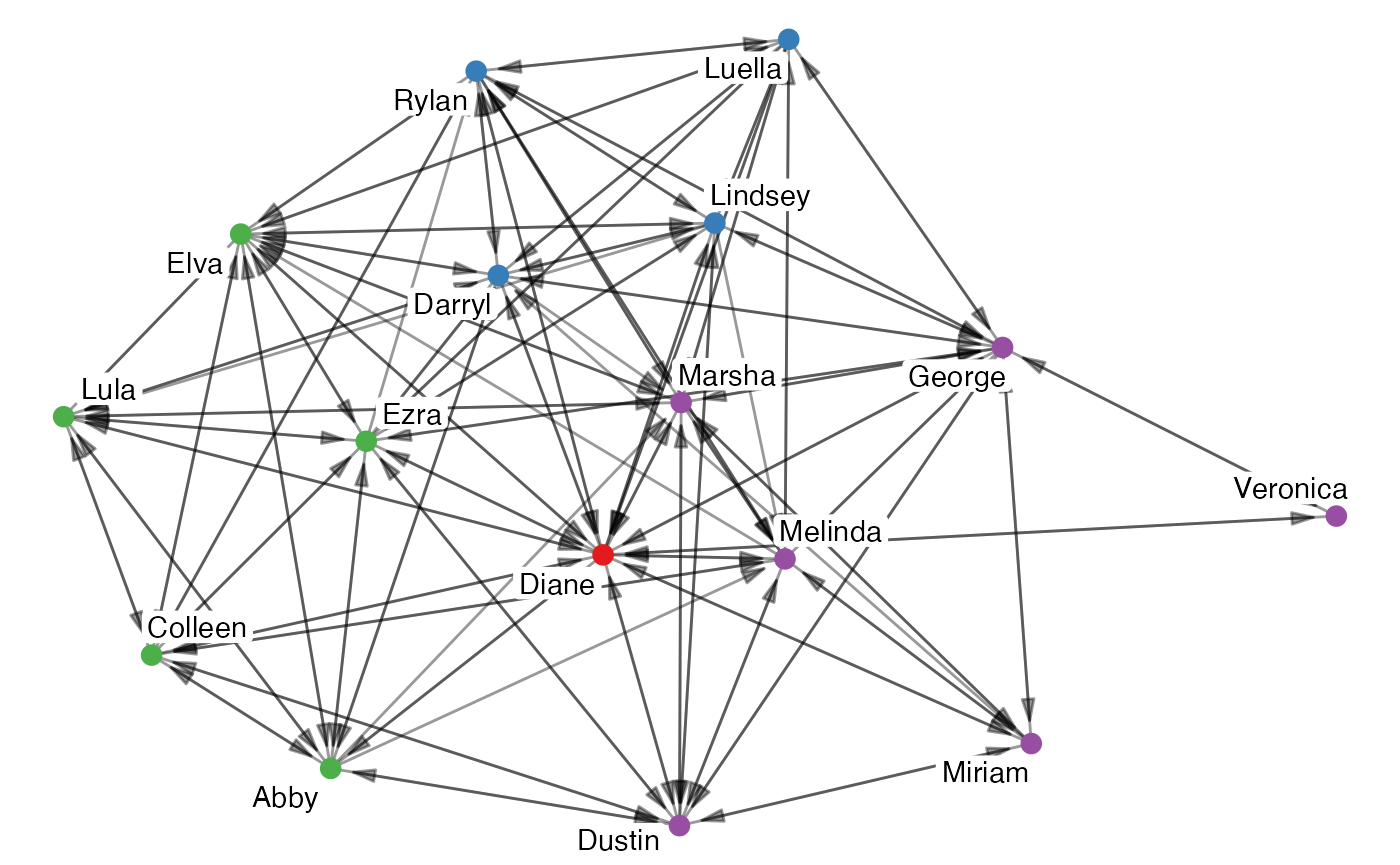 Luella
Rylan
Lindsey
Elva
Darryl
Marsha
George
Lula
Ezra
Veronica
Melinda
Diane
Colleen
Miriam
Abby
Dustin